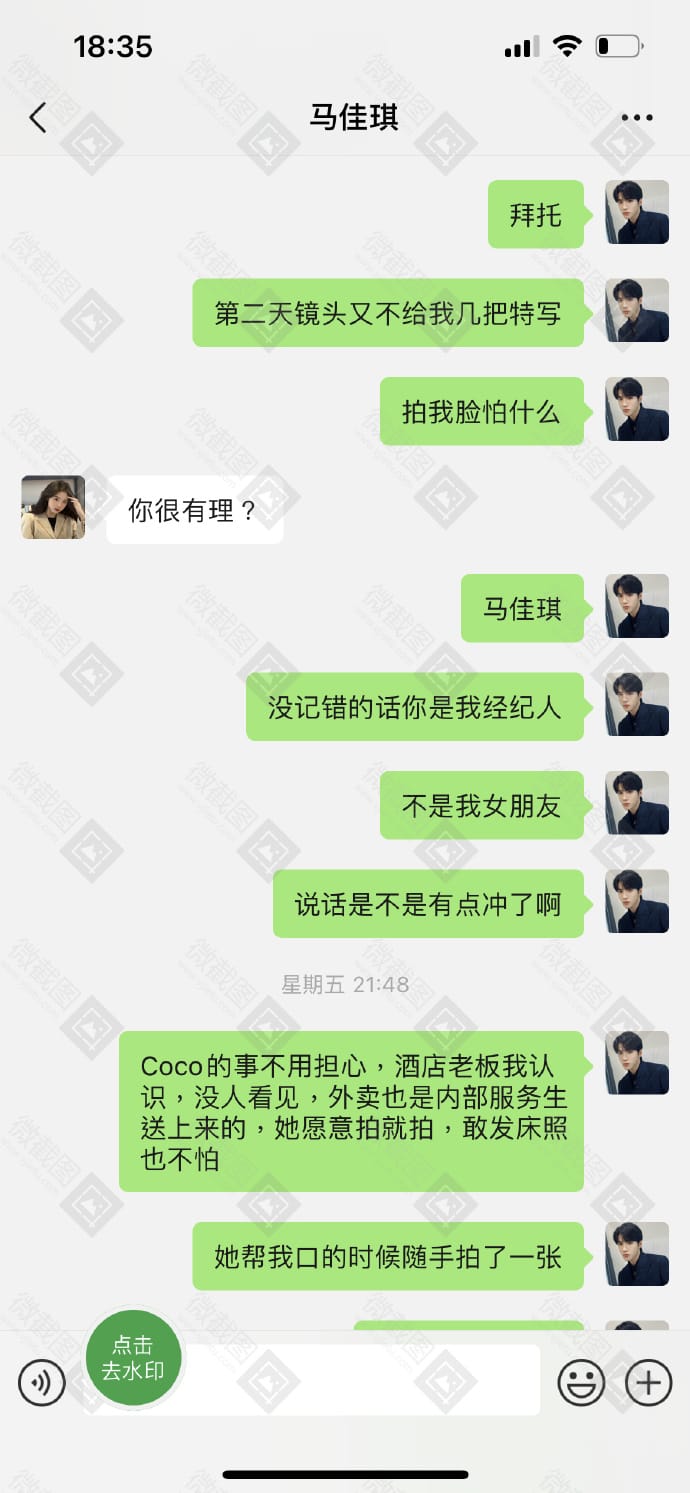 18:35
马佳琪
拜托
第二天镜头又不给我几把特写
拍我脸怕什么
你很有理？
马佳琪
没记错的话你是我经纪人
不是我女朋友
说话是不是有点冲了啊
星期五 21:48
Coco的事不用担心，酒店老板我认
识，没人看见，外卖也是内部服务生
送上来的，她愿意拍就拍，敢发床照
也不怕
她帮我口的时候随手拍了一张
点击
去水印
微截图